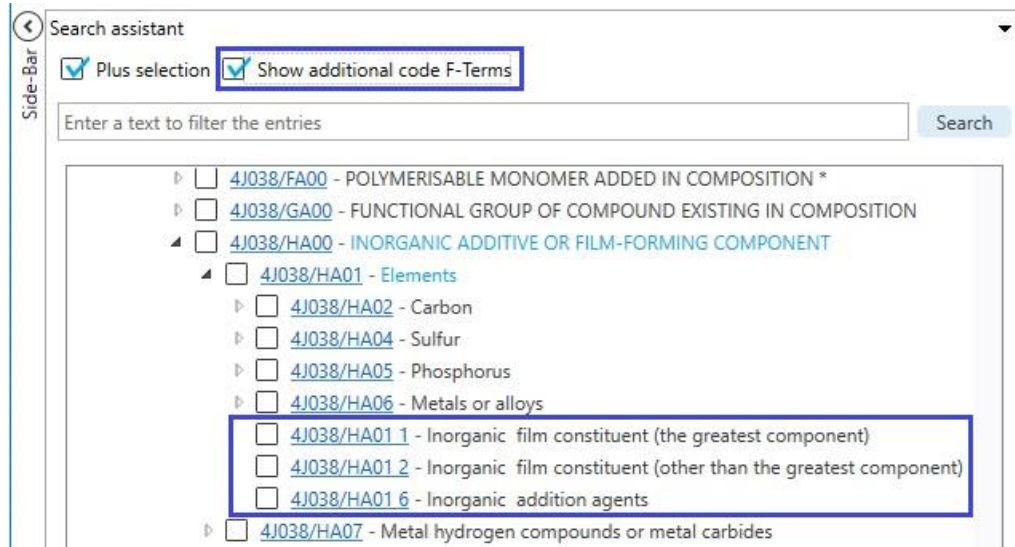 Side-Bar
Search assistant
Plus selection Show additional code F-Terms
Enter a text to filter the entries Search
4J038/FA00 - POLYMERISABLE MONOMER ADDED IN COMPOSITION *
4J038/GA00 - FUNCTIONAL GROUP OF COMPOUND EXISTING IN COMPOSITION
4J038/HA00 - INORGANIC ADDITIVE OR FILM-FORMING COMPONENT
4J038/HA01 - Elements
4J038/HA02 - Carbon
4J038/HA04 - Sulfur
4J038/HA05 - Phosphorus
4J038/HA06 - Metals or alloys
4J038/HA01 1 - Inorganic film constituent (the greatest component)
4J038/HA01 2 - Inorganic film constituent (other than the greatest component)
4J038/HA01 6 - Inorganic addition agents
4J038/HA07 - Metal hydrogen compounds or metal carbides